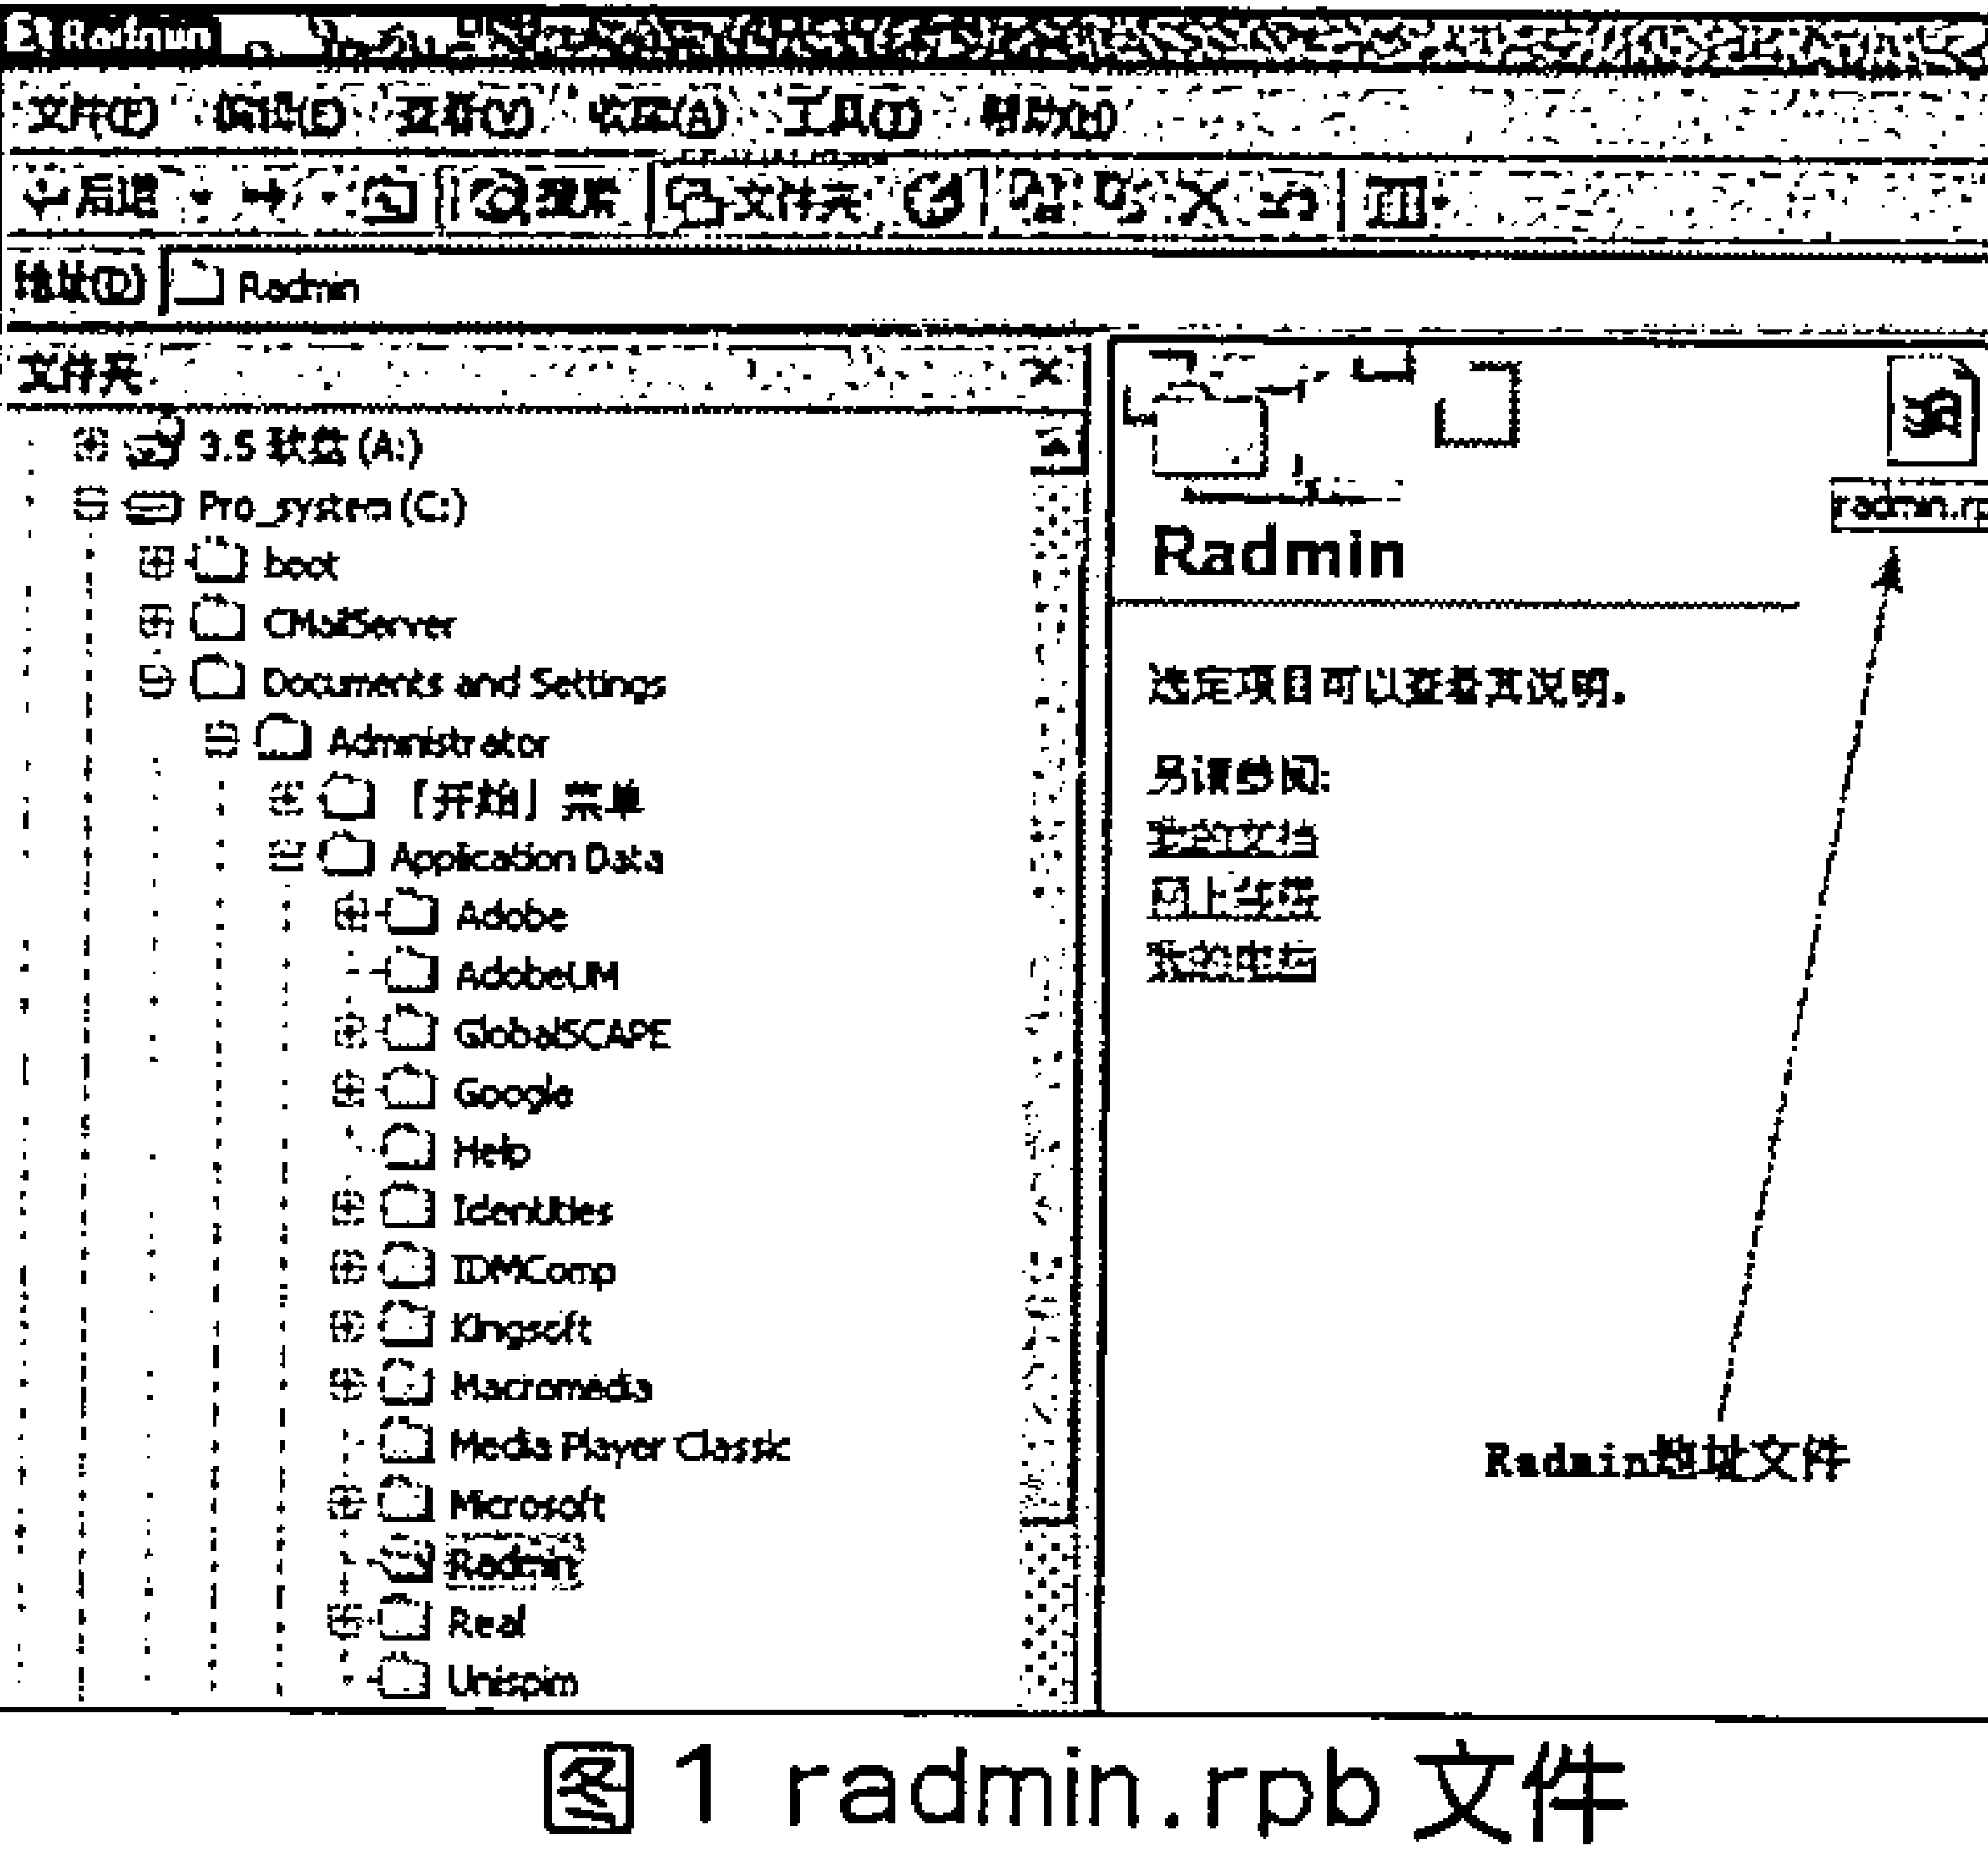 Radmin
文件(F) 编辑(E) 查看(V) 收藏(A) 工具(T) 帮助(H)
后退 搜索 文件夹
地址(D) Radmin
文件夹
3.5 软盘 (A:)
Pro_system (C:)
boot
CMailServer
Documents and Settings
Administrator
「开始」菜单
Application Data
Adobe
AdobeUM
GlobalSCAPE
Google
Help
Identities
IDMComp
Kingsoft
Macromedia
Media Player Classic
Microsoft
Radmin
Real
Unispim
Radmin
选定项目可以查看其说明。
另请参阅:
我的文档
网上邻居
我的电脑
radmin.rp
Radmin地址文件
图 1 radmin.rpb 文件